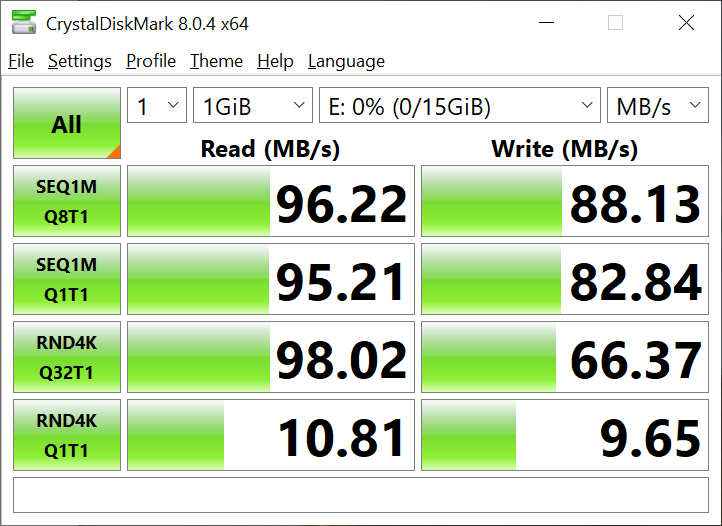 CrystalDiskMark 8.0.4 x64
File Settings Profile Theme Help Language
All 1 1GiB E: 0% (0/15GiB) MB/s
Read (MB/s) Write (MB/s)
SEQ1M
Q8T1 96.22 88.13
SEQ1M
Q1T1 95.21 82.84
RND4K
Q32T1 98.02 66.37
RND4K
Q1T1 10.81 9.65